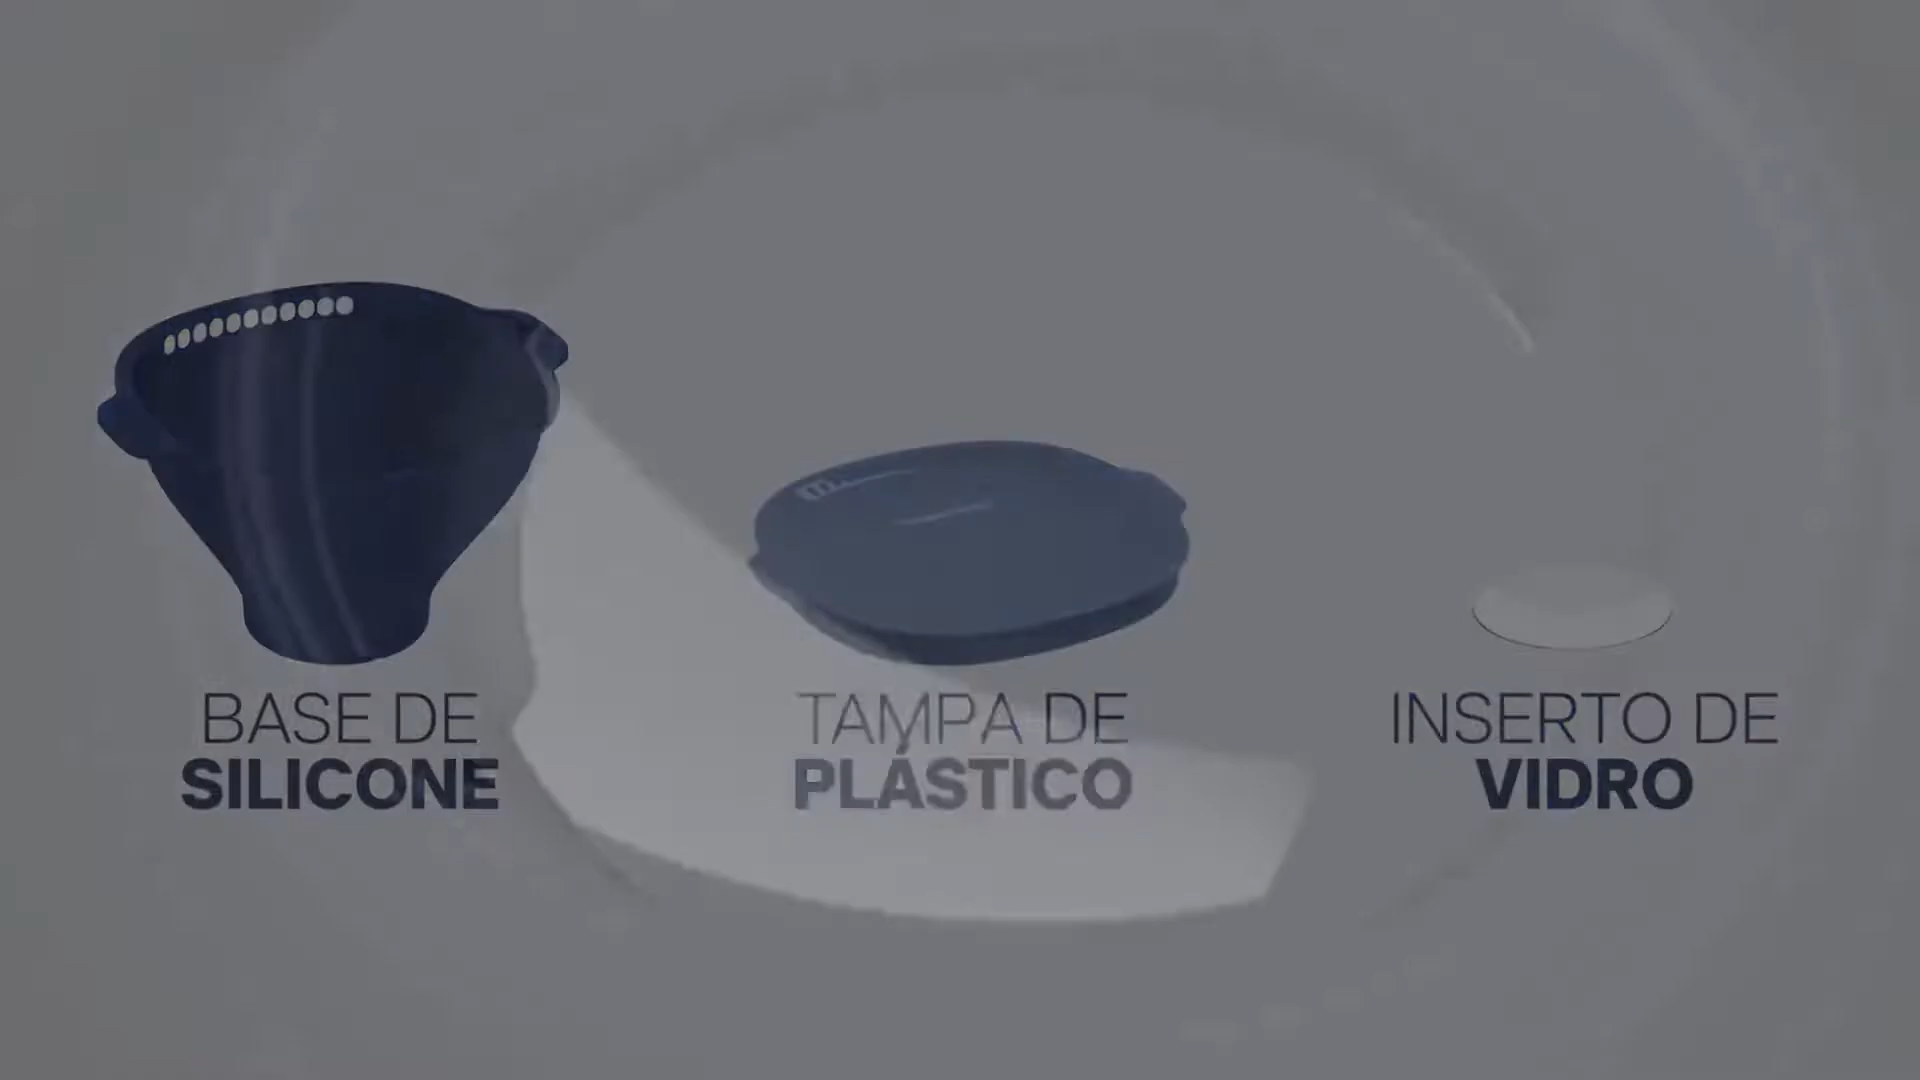 BASE DE
SILICONE
TAMPA DE
PLÁSTICO
INSERTO DE
VIDRO